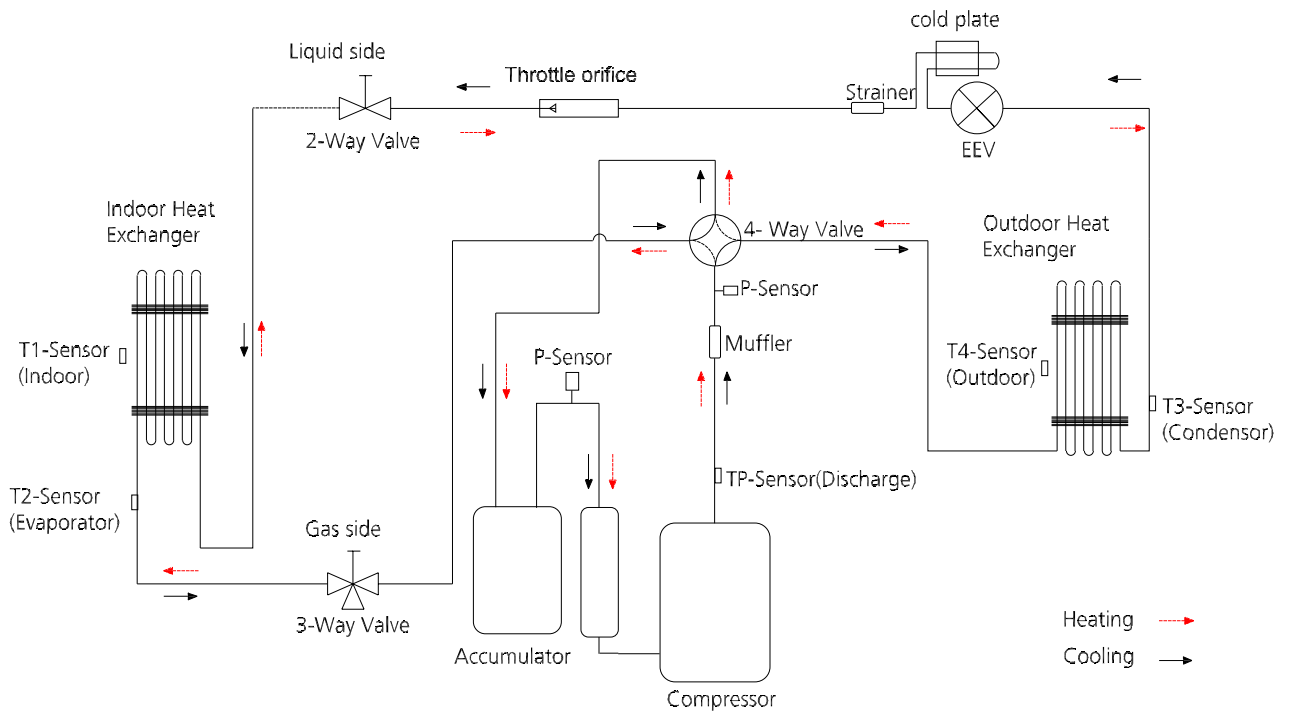 cold plate
Liquid side
Throttle orifice
Strainer
2-Way Valve
EEV
Indoor Heat
Exchanger
4- Way Valve
Outdoor Heat
Exchanger
P-Sensor
Muffler
T1-Sensor
(Indoor)
P-Sensor
T4-Sensor
(Outdoor)
T3-Sensor
(Condensor)
TP-Sensor(Discharge)
T2-Sensor
(Evaporator)
Gas side
3-Way Valve
Accumulator
Compressor
Heating
Cooling